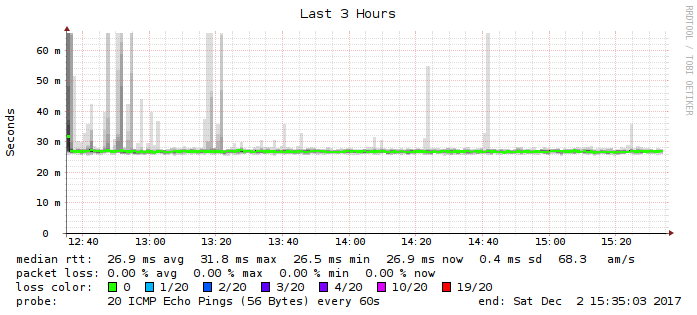 Last 3 Hours
RRDTOOL / TOBI OETIKER
Seconds
60 m
50 m
40 m
30 m
20 m
10 m
0
12:40 13:00 13:20 13:40 14:00 14:20 14:40 15:00 15:20
median rtt: 26.9 ms avg 31.8 ms max 26.5 ms min 26.9 ms now 0.4 ms sd 68.3 am/s
packet loss: 0.00 % avg 0.00 % max 0.00 % min 0.00 % now
loss color: 0 1/20 2/20 3/20 4/20 10/20 19/20
probe: 20 ICMP Echo Pings (56 Bytes) every 60s end: Sat Dec 2 15:35:03 2017